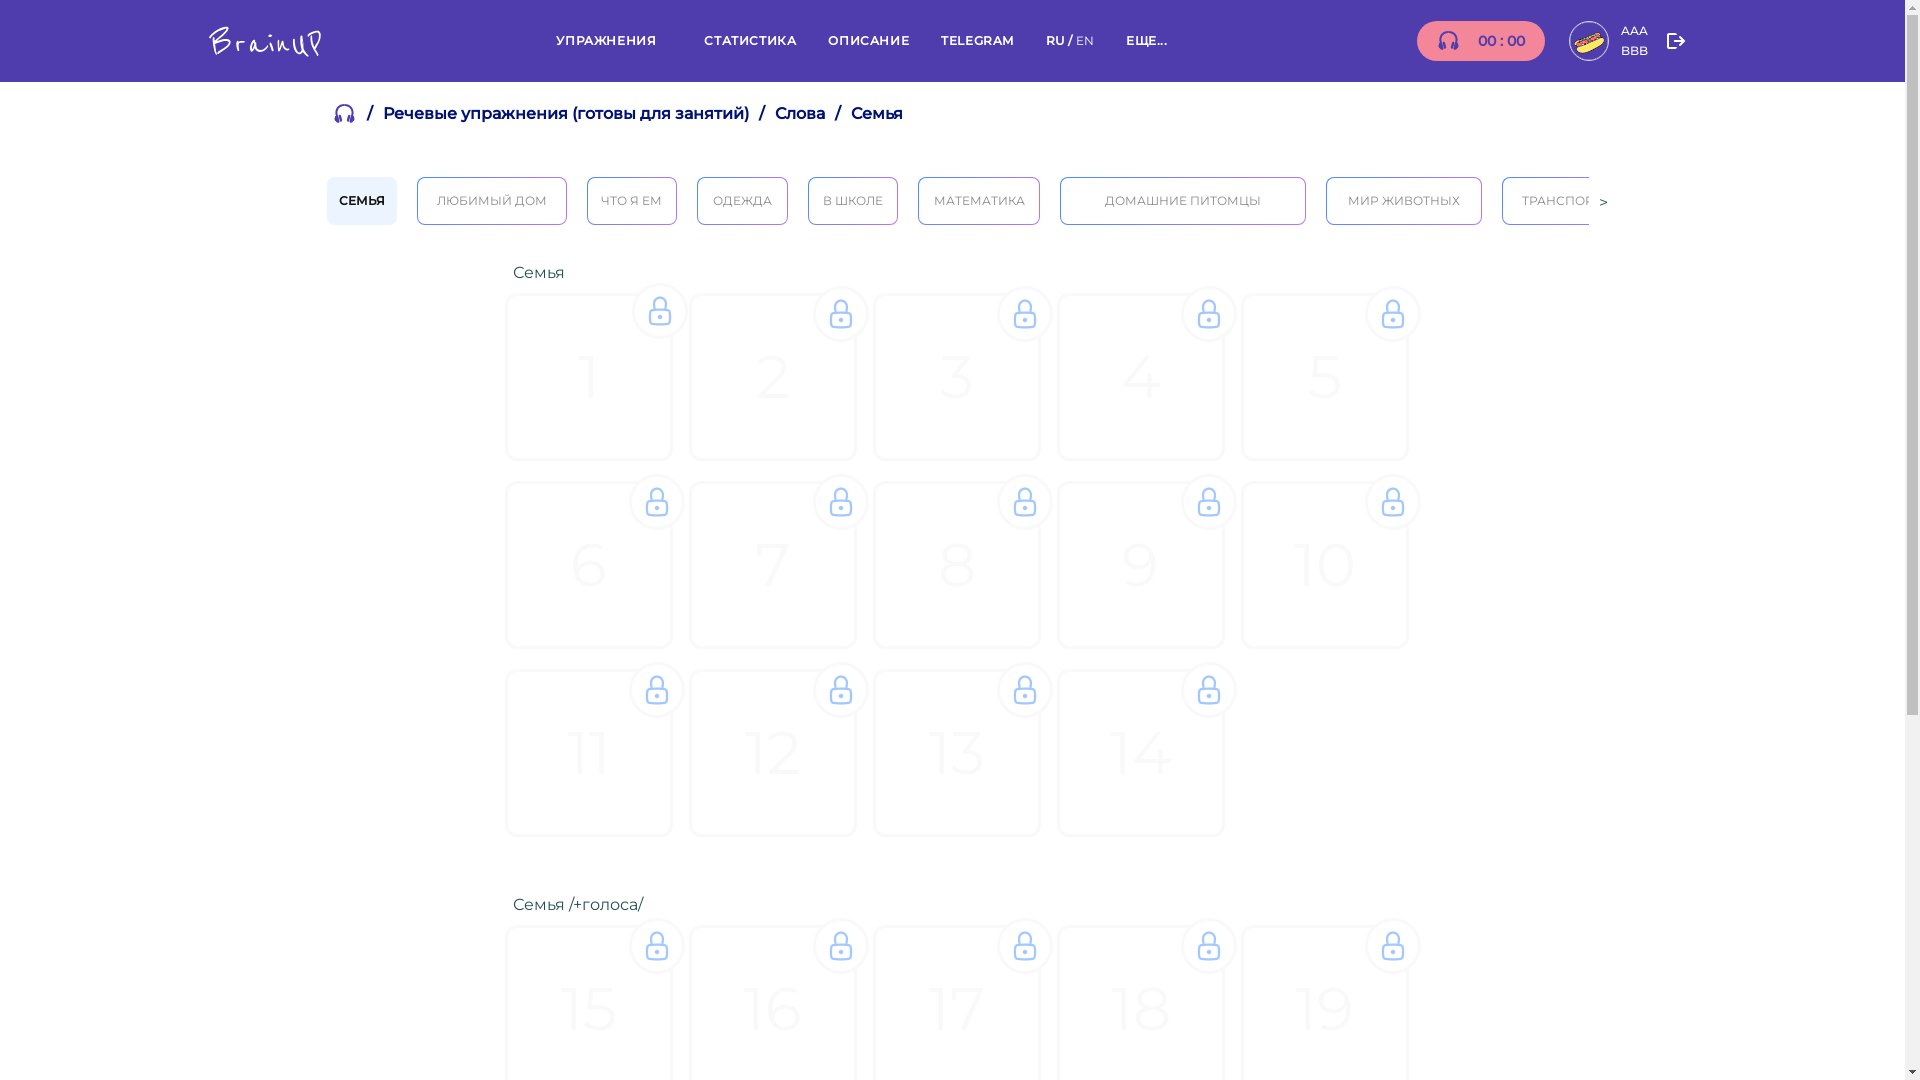 BrainUP
УПРАЖНЕНИЯ СТАТИСТИКА ОПИСАНИЕ TELEGRAM RU / EN ЕЩЕ...
00 : 00
AAA
BBB
/ Речевые упражнения (готовы для занятий) / Слова / Семья
СЕМЬЯ ЛЮБИМЫЙ ДОМ ЧТО Я ЕМ ОДЕЖДА В ШКОЛЕ МАТЕМАТИКА ДОМАШНИЕ ПИТОМЦЫ МИР ЖИВОТНЫХ ТРАНСПОР >
Семья
1 2 3 4 5
6 7 8 9 10
11 12 13 14
Семья /+голоса/
15 16 17 18 19